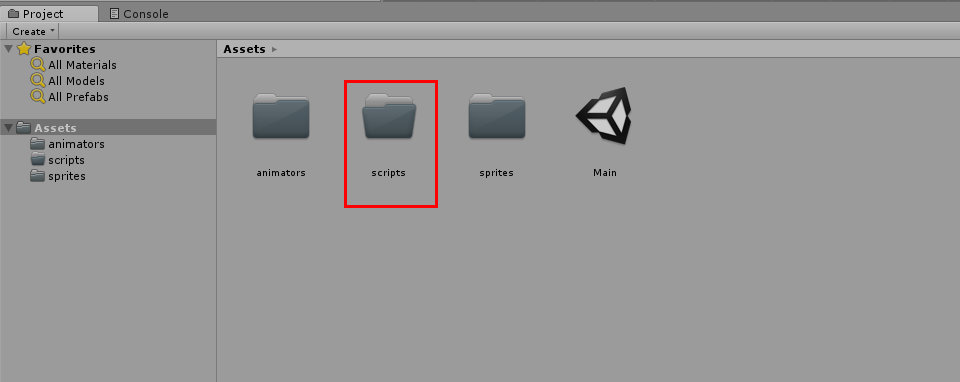 Project
Console
Create
Favorites
All Materials
All Models
All Prefabs
Assets
animators
scripts
sprites
Assets
animators
scripts
sprites
Main